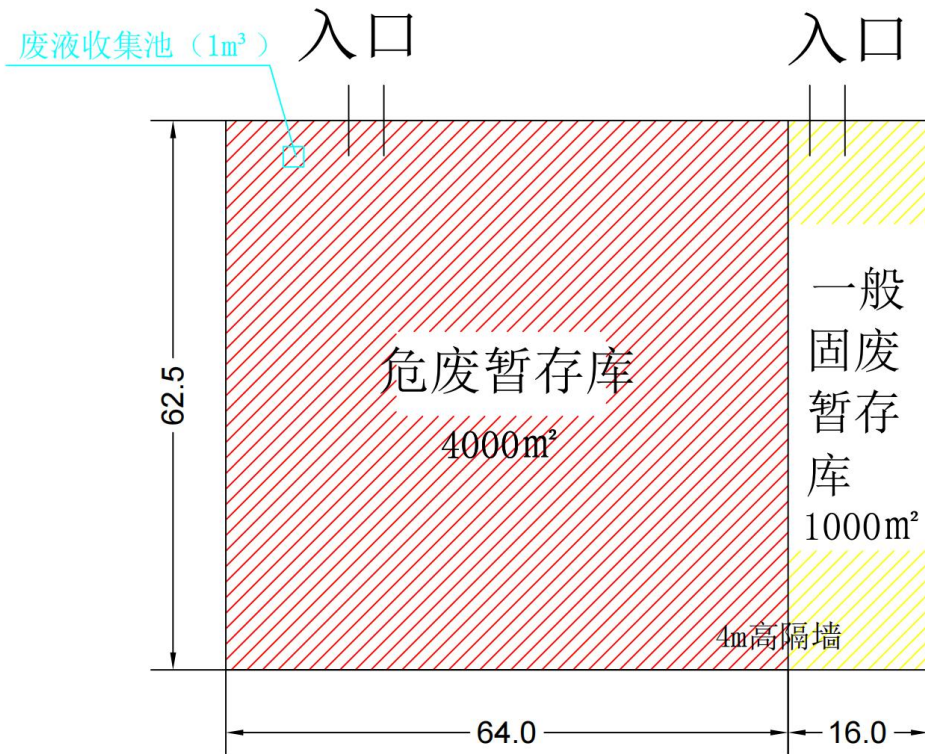 废液收集池（1m³）
入口
入口
62.5
危废暂存库
4000㎡
一般
固废
暂存
库
1000㎡
4m高隔墙
64.0
16.0